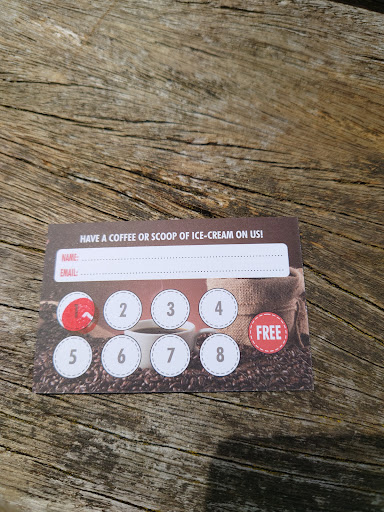 HAVE A COFFEE OR SCOOP OF ICE-CREAM ON US!
NAME:
EMAIL:
1 2 3 4
5 6 7 8 FREE